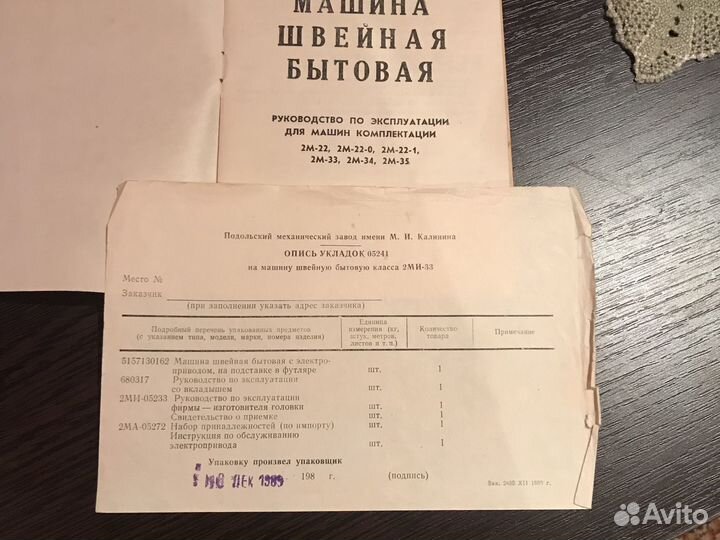 МАШИНА
ШВЕЙНАЯ
БЫТОВАЯ
РУКОВОДСТВО ПО ЭКСПЛУАТАЦИИ
ДЛЯ МАШИН КОМПЛЕКТАЦИИ
2М-22, 2М-22-0, 2М-22-1,
2М-33, 2М-34, 2М-35
Подольский механический завод имени М. И. Калинина
ОПИСЬ УКЛАДОК 05241
на машину швейную бытовую класса 2МИ-33
Место №
Заказчик
(при заполнения указать адрес заказчика)
Подробный перечень упакованных предметов (с указанием типа, модели, марки, номера изделия) Единица измерения (кг, штук, метров, листов и т. п.) Количество товара Примечание
5157130162 Машина швейная бытовая с электро-
приводом, на подставке в футляре шт. 1
680317 Руководство по эксплуатации
со вкладышем шт. 1
2МИ-05233 Руководство по эксплуатации
фирмы — изготовителя головки шт. 1
Свидетельство о приемке шт. 1
2МА-05272 Набор принадлежностей (по импорту) шт. 1
Инструкция по обслуживанию
электропривода шт. 1
Упаковку произвел упаковщик
ДЕК 1989 198 г. (подпись)
Зак. XII 1988 г.
Avito